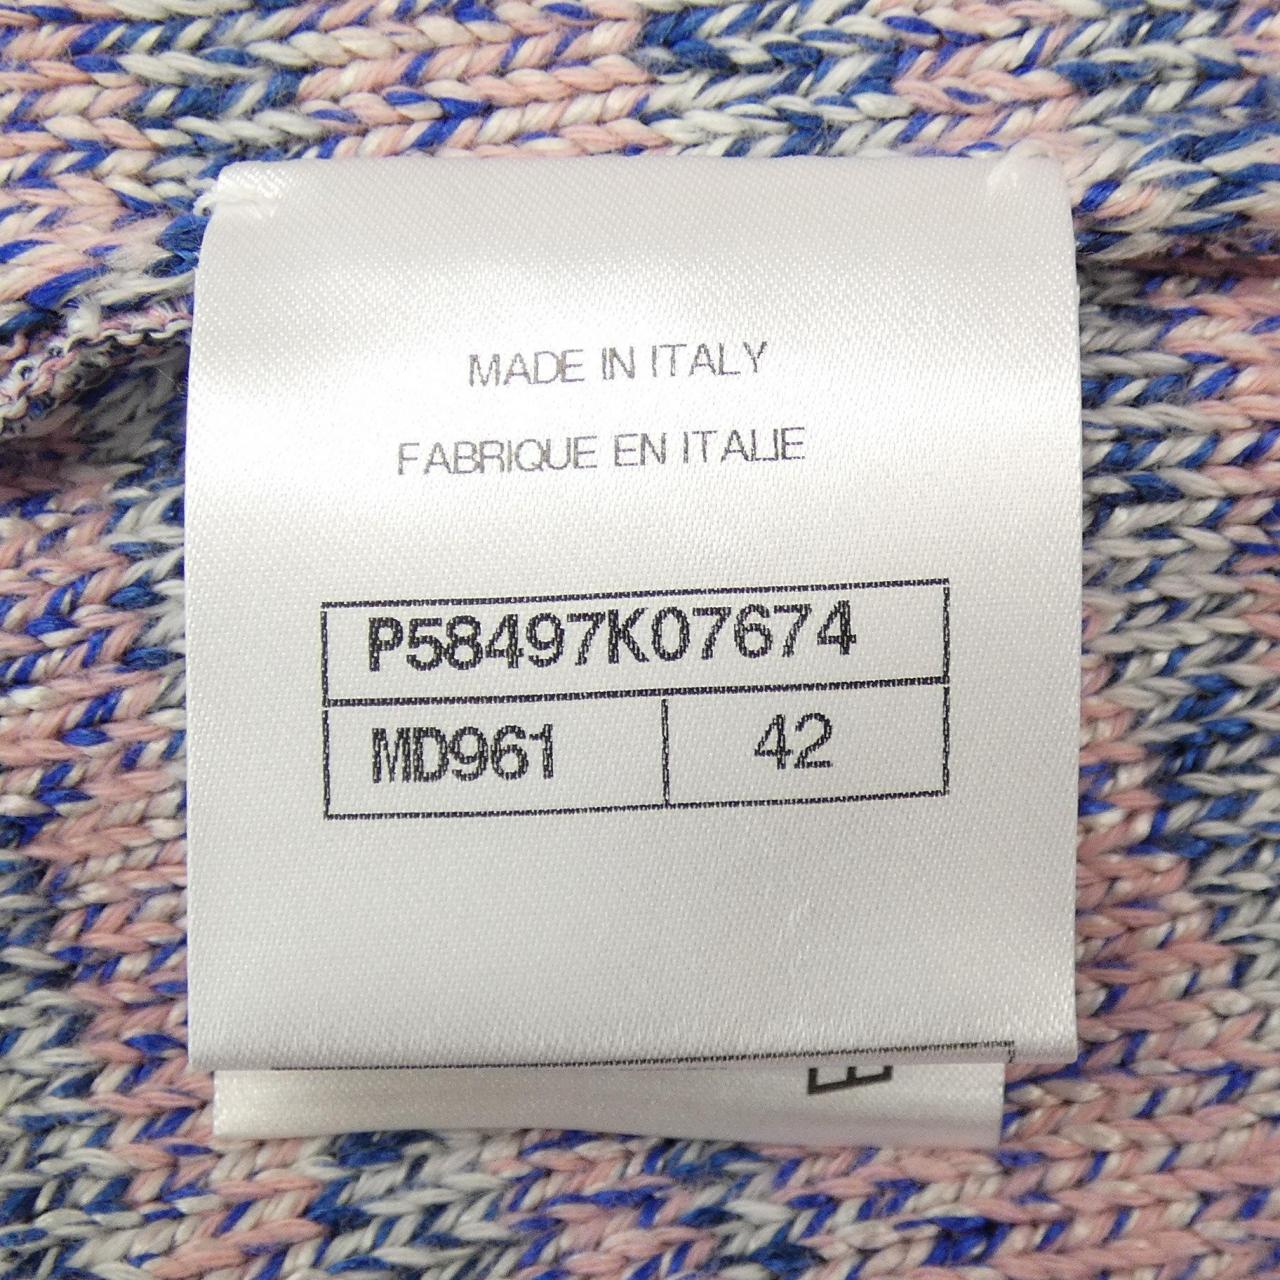 MADE IN ITALY
FABRIQUE EN ITALIE
P58497K07674
MD961 42
E